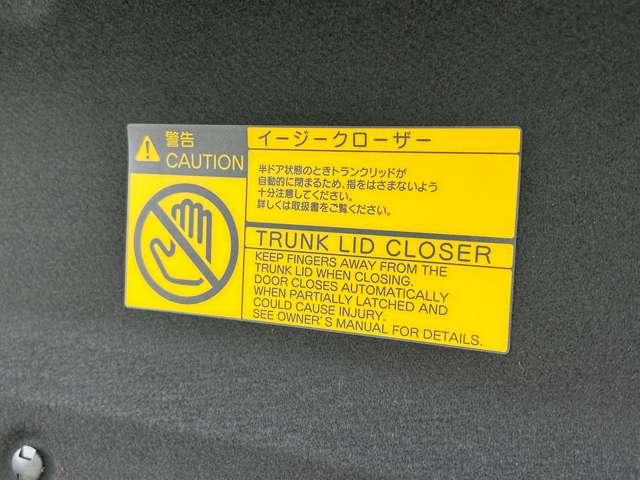 警告
CAUTION
イージークローザー
半ドア状態のときトランクリッドが
自動的に閉まるため、指をはさまないよう
十分注意してください。
詳しくは取扱書をご覧ください。
TRUNK LID CLOSER
KEEP FINGERS AWAY FROM THE
TRUNK LID WHEN CLOSING.
DOOR CLOSES AUTOMATICALLY
WHEN PARTIALLY LATCHED AND
COULD CAUSE INJURY.
SEE OWNER'S MANUAL FOR DETAILS.